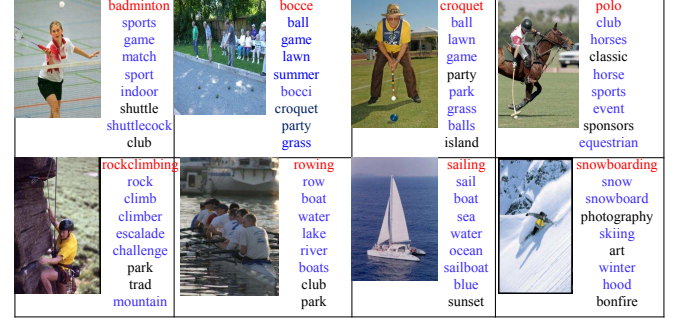 badminton
sports
game
match
sport
indoor
shuttle
shuttlecock
club
bocce
ball
game
lawn
summer
bocci
croquet
party
grass
croquet
ball
lawn
game
party
park
grass
balls
island
polo
club
horses
classic
horse
sports
event
sponsors
equestrian
rockclimbing
rock
climb
climber
escalade
challenge
park
trad
mountain
rowing
row
boat
water
lake
river
boats
club
park
sailing
sail
boat
sea
water
ocean
sailboat
blue
sunset
snowboarding
snow
snowboard
photography
skiing
art
winter
hood
bonfire